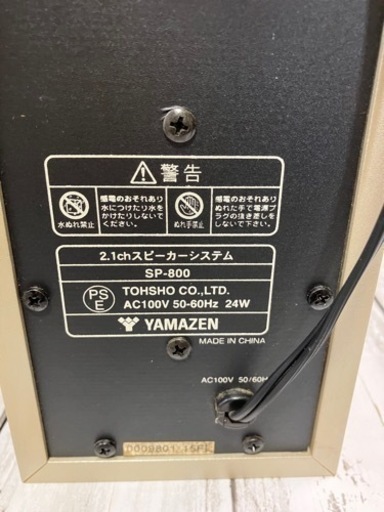 警告
感電のおそれあり
水につけたり水を
かけたりしないで
ください。
水ぬれ禁止
感電のおそれあり
ぬれた手で電源プ
ラグの抜き差しを
しないで下さい。
ぬれ手禁止
2.1chスピーカーシステム
SP-800
PS
E
TOHSHO CO.,LTD.
AC100V 50-60Hz 24W
YAMAZEN
MADE IN CHINA
AC100V 50/60H